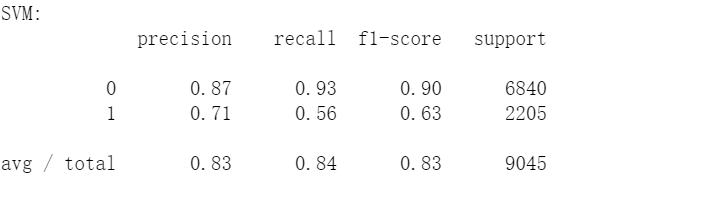 SVM:
precision recall f1-score support
0 0.87 0.93 0.90 6840
1 0.71 0.56 0.63 2205
avg / total 0.83 0.84 0.83 9045